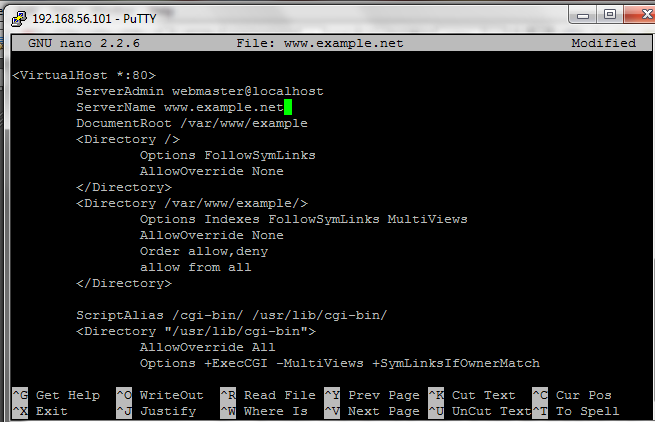 192.168.56.101 - PuTTY
GNU nano 2.2.6 File: www.example.net Modified
<VirtualHost *:80>
ServerAdmin webmaster@localhost
ServerName www.example.net
DocumentRoot /var/www/example
<Directory />
Options FollowSymLinks
AllowOverride None
</Directory>
<Directory /var/www/example/>
Options Indexes FollowSymLinks MultiViews
AllowOverride None
Order allow,deny
allow from all
</Directory>
ScriptAlias /cgi-bin/ /usr/lib/cgi-bin/
<Directory "/usr/lib/cgi-bin">
AllowOverride All
Options +ExecCGI -MultiViews +SymLinksIfOwnerMatch
^G Get Help ^O WriteOut ^R Read File ^Y Prev Page ^K Cut Text ^C Cur Pos
^X Exit ^J Justify ^W Where Is ^V Next Page ^U UnCut Text ^T To Spell